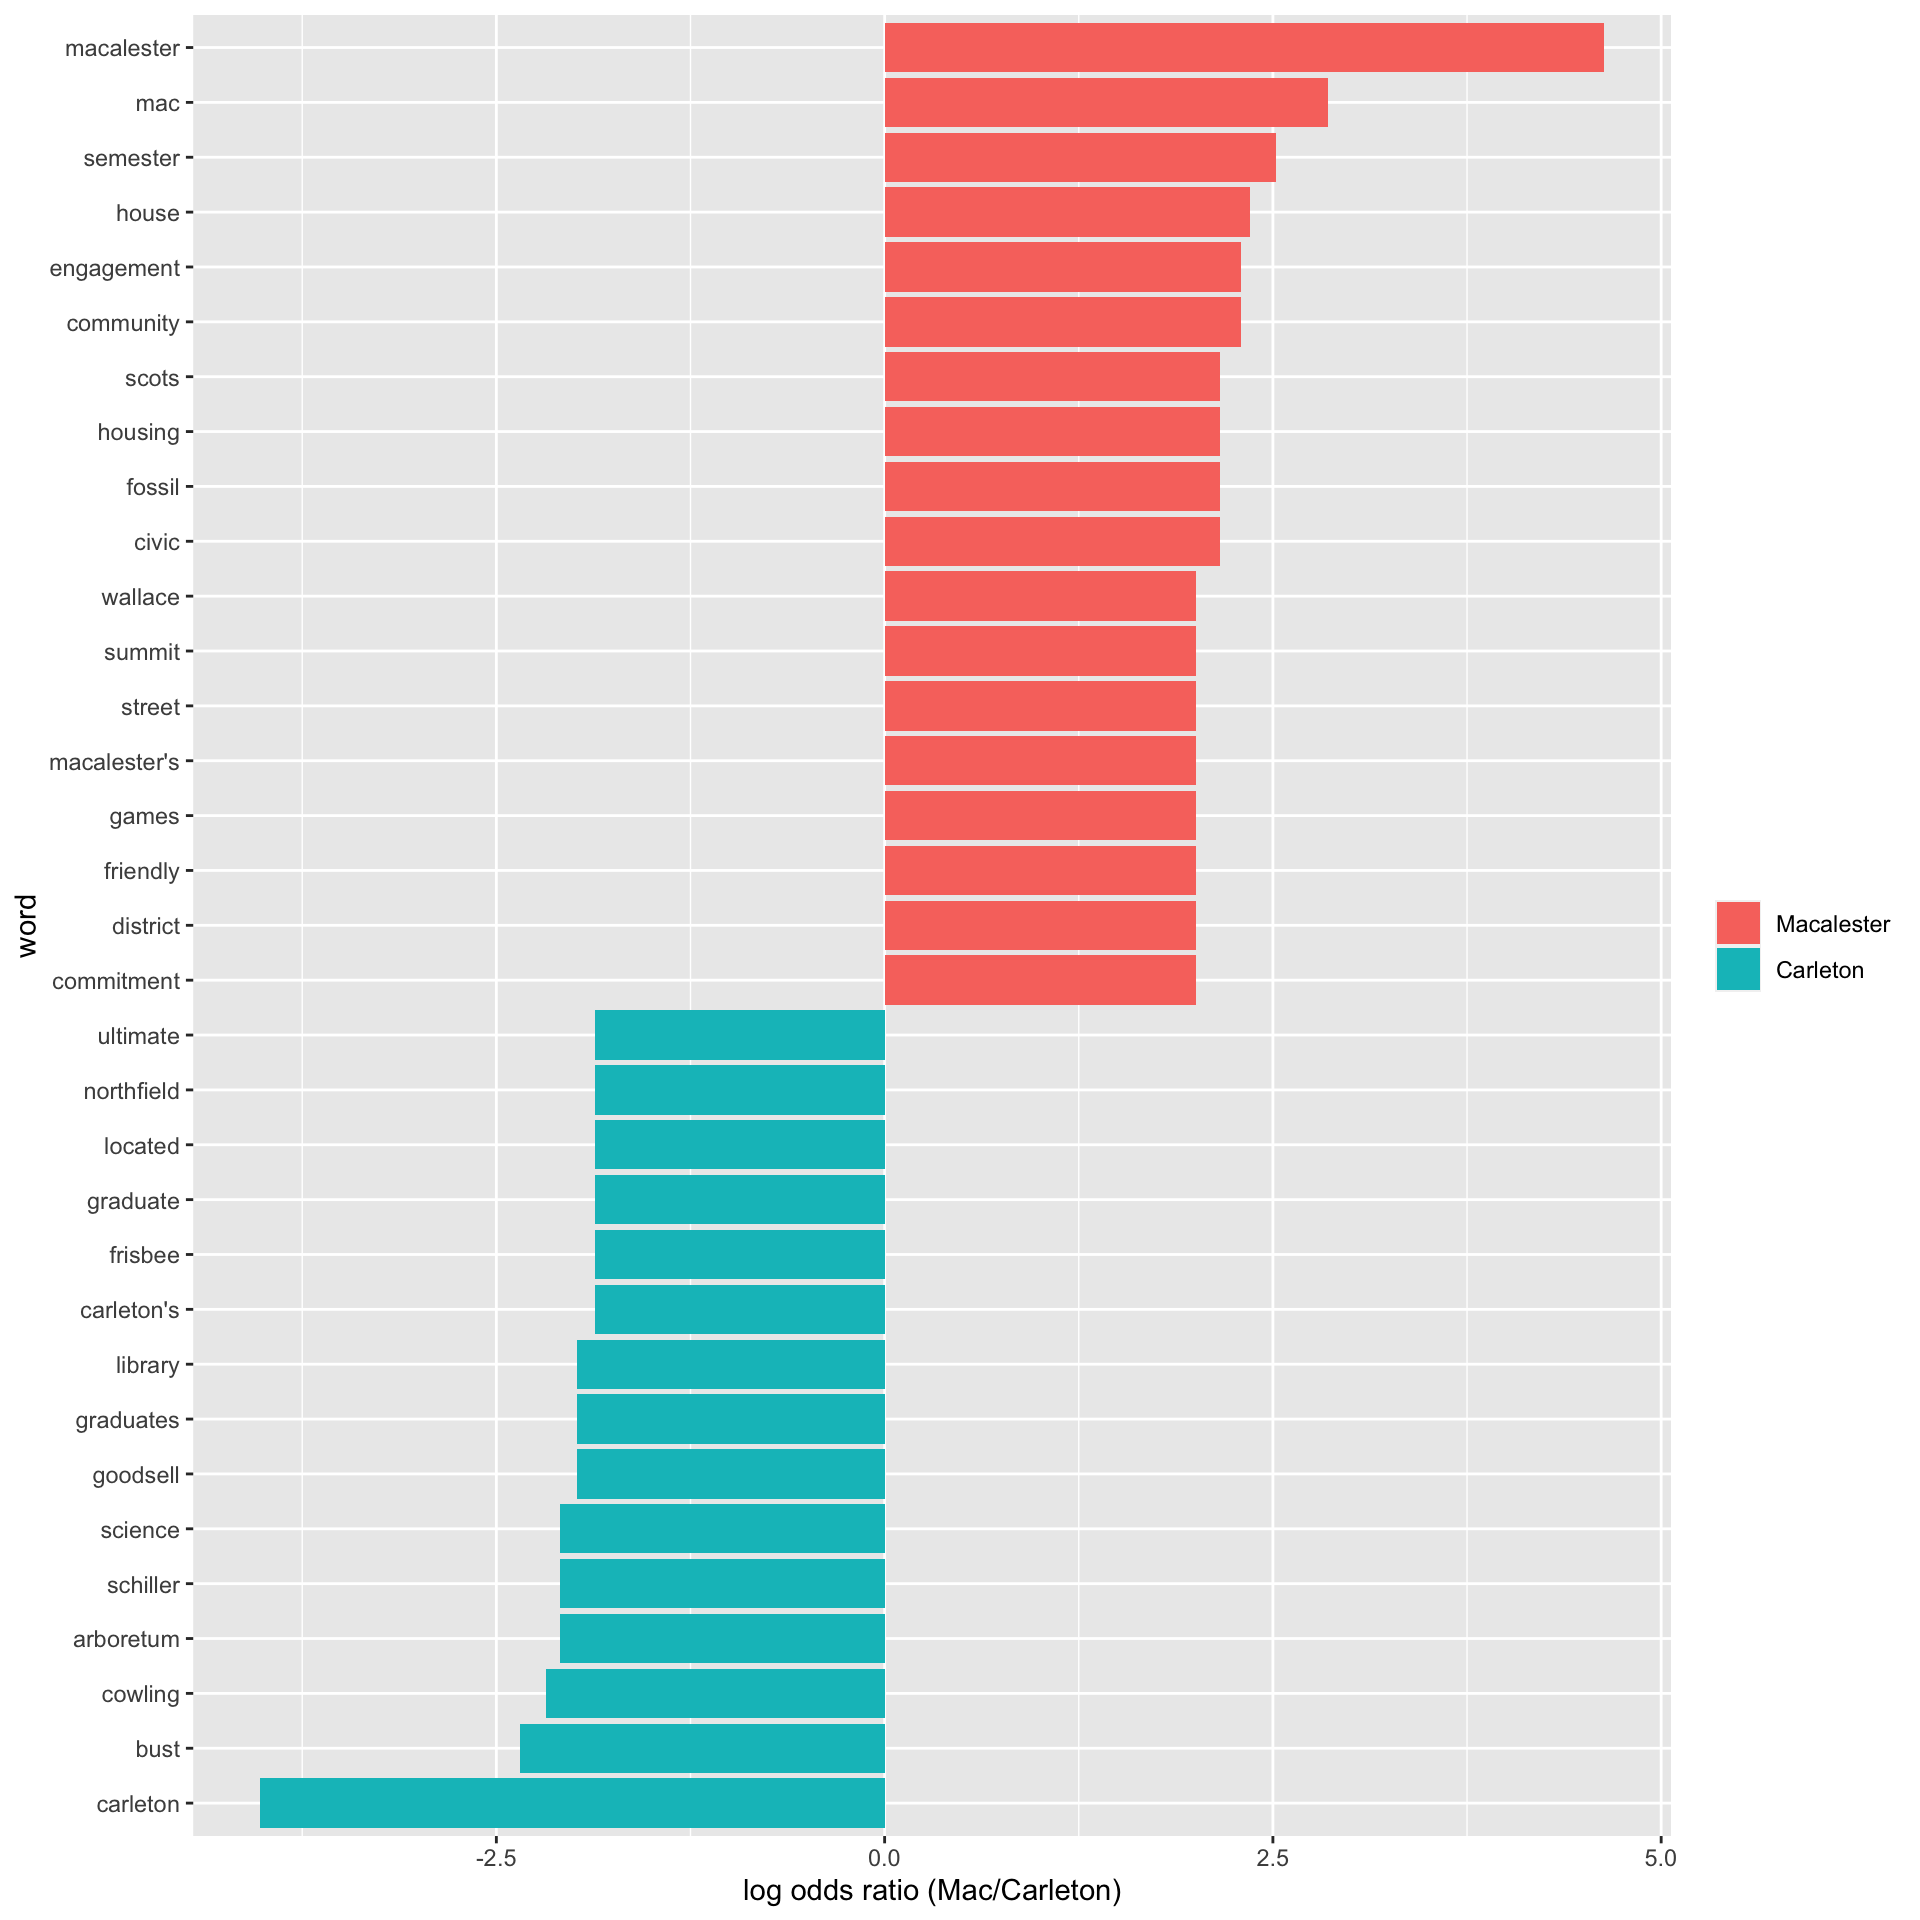 macalester
mac
semester
house
engagement
community
scots
housing
fossil
civic
wallace
summit
street
macalester's
games
friendly
district
commitment
ultimate
northfield
located
graduate
frisbee
carleton's
library
graduates
goodsell
science
schiller
arboretum
cowling
bust
carleton
word
-2.5 0.0 2.5 5.0
log odds ratio (Mac/Carleton)
Macalester
Carleton